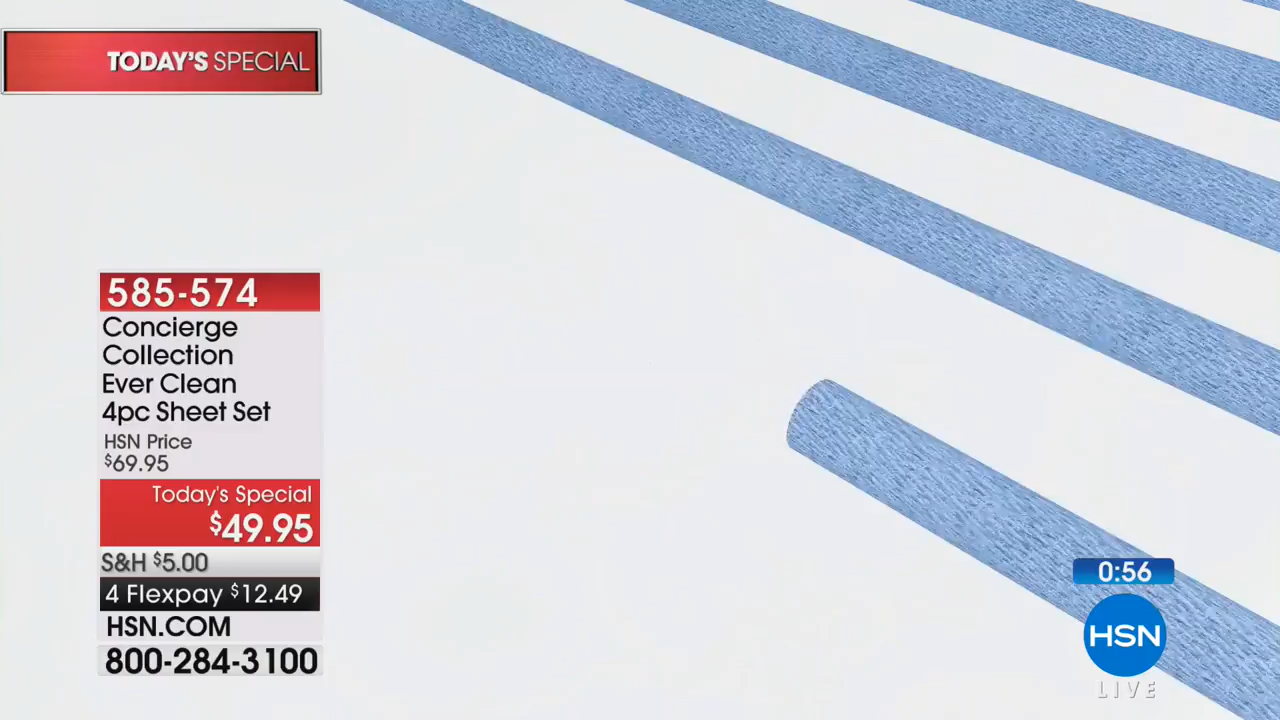 TODAY'S SPECIAL
585-574
Concierge
Collection
Ever Clean
4pc Sheet Set
HSN Price
$69.95
Today's Special
$49.95
S&H $5.00
4 Flexpay $12.49
HSN.COM
800-284-3100
0:56
HSN
LIVE